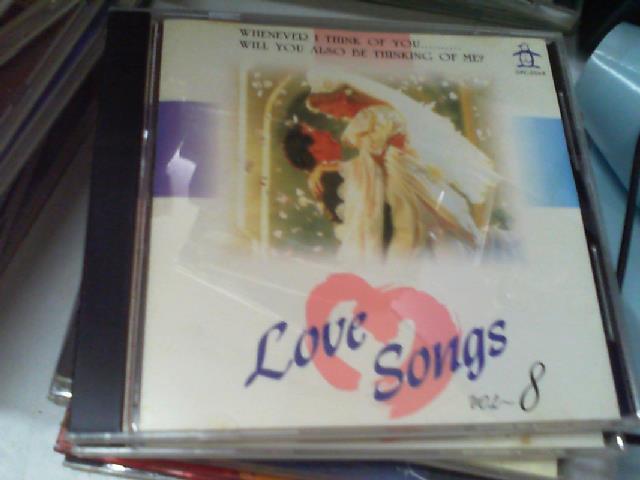 WHENEVER I THINK OF YOU..........
WILL YOU ALSO BE THINKING OF ME?
Love
Songs
VOL~ 8